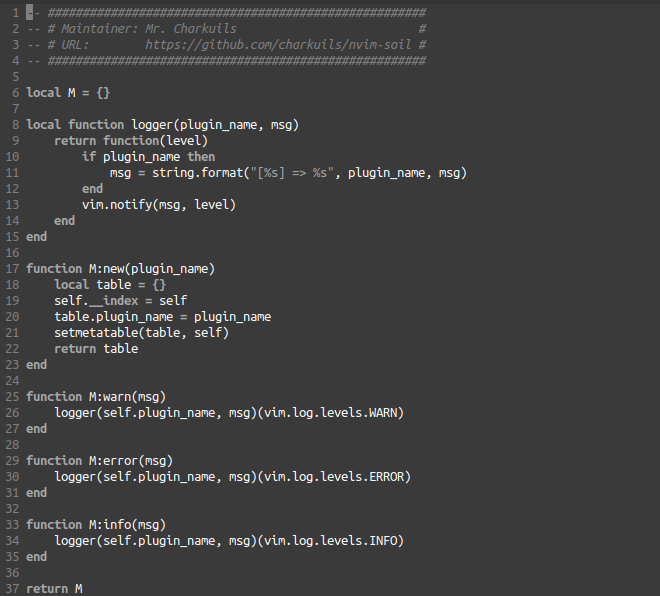 1 -- ######################################################
2 -- # Maintainer: Mr. Charkuils                          #
3 -- # URL:        https://github.com/charkuils/nvim-soil #
4 -- ######################################################
5
6 local M = {}
7
8 local function logger(plugin_name, msg)
9     return function(level)
10         if plugin_name then
11             msg = string.format("[%s] => %s", plugin_name, msg)
12         end
13         vim.notify(msg, level)
14     end
15 end
16
17 function M:new(plugin_name)
18     local table = {}
19     self.__index = self
20     table.plugin_name = plugin_name
21     setmetatable(table, self)
22     return table
23 end
24
25 function M:warn(msg)
26     logger(self.plugin_name, msg)(vim.log.levels.WARN)
27 end
28
29 function M:error(msg)
30     logger(self.plugin_name, msg)(vim.log.levels.ERROR)
31 end
32
33 function M:info(msg)
34     logger(self.plugin_name, msg)(vim.log.levels.INFO)
35 end
36
37 return M